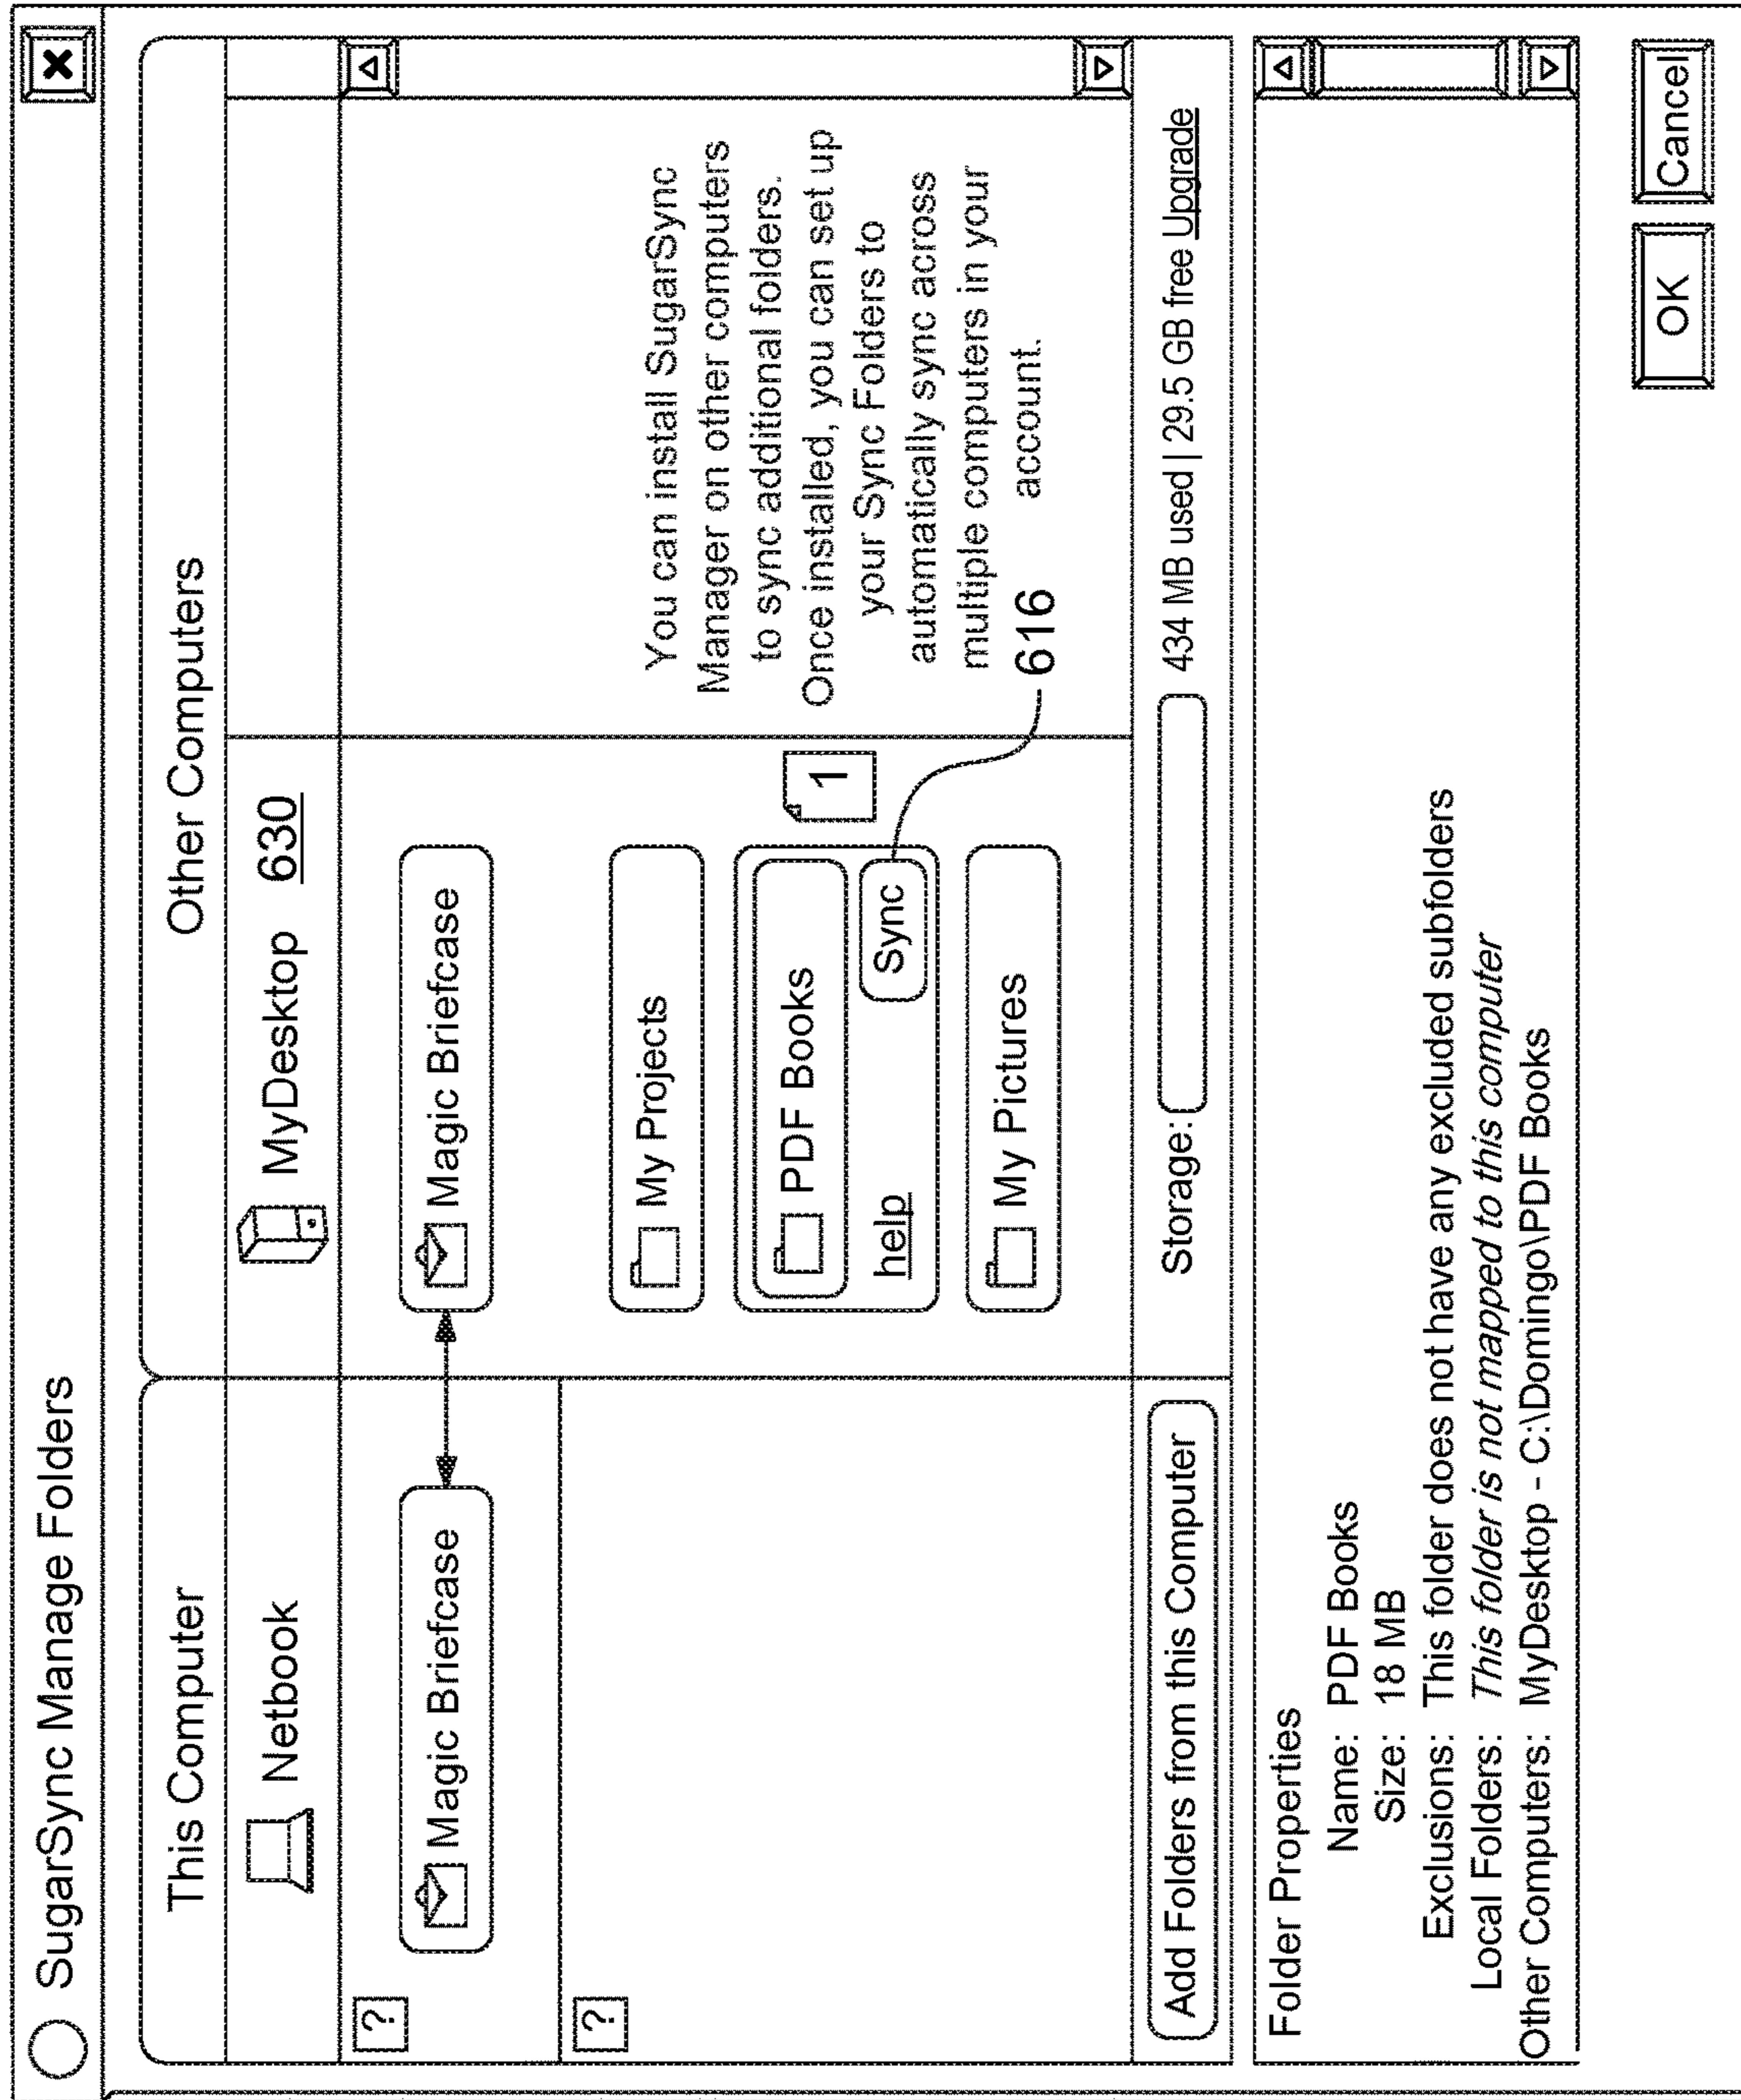 SugarSync Manage Folders
This Computer
Other Computers
Netbook
MyDesktop 630
?
Magic Briefcase
Magic Briefcase
?
My Projects
PDF Books
help
Sync
1
My Pictures
You can install SugarSync
Manager on other computers
to sync additional folders.
Once installed, you can set up
your Sync Folders to
automatically sync across
multiple computers in your
account.
616
Add Folders from this Computer
Storage: 434 MB used | 29.5 GB free Upgrade
Folder Properties
Name: PDF Books
Size: 18 MB
Exclusions: This folder does not have any excluded subfolders
Local Folders: This folder is not mapped to this computer
Other Computers: MyDesktop - C:\Domingo\PDF Books
OK
Cancel